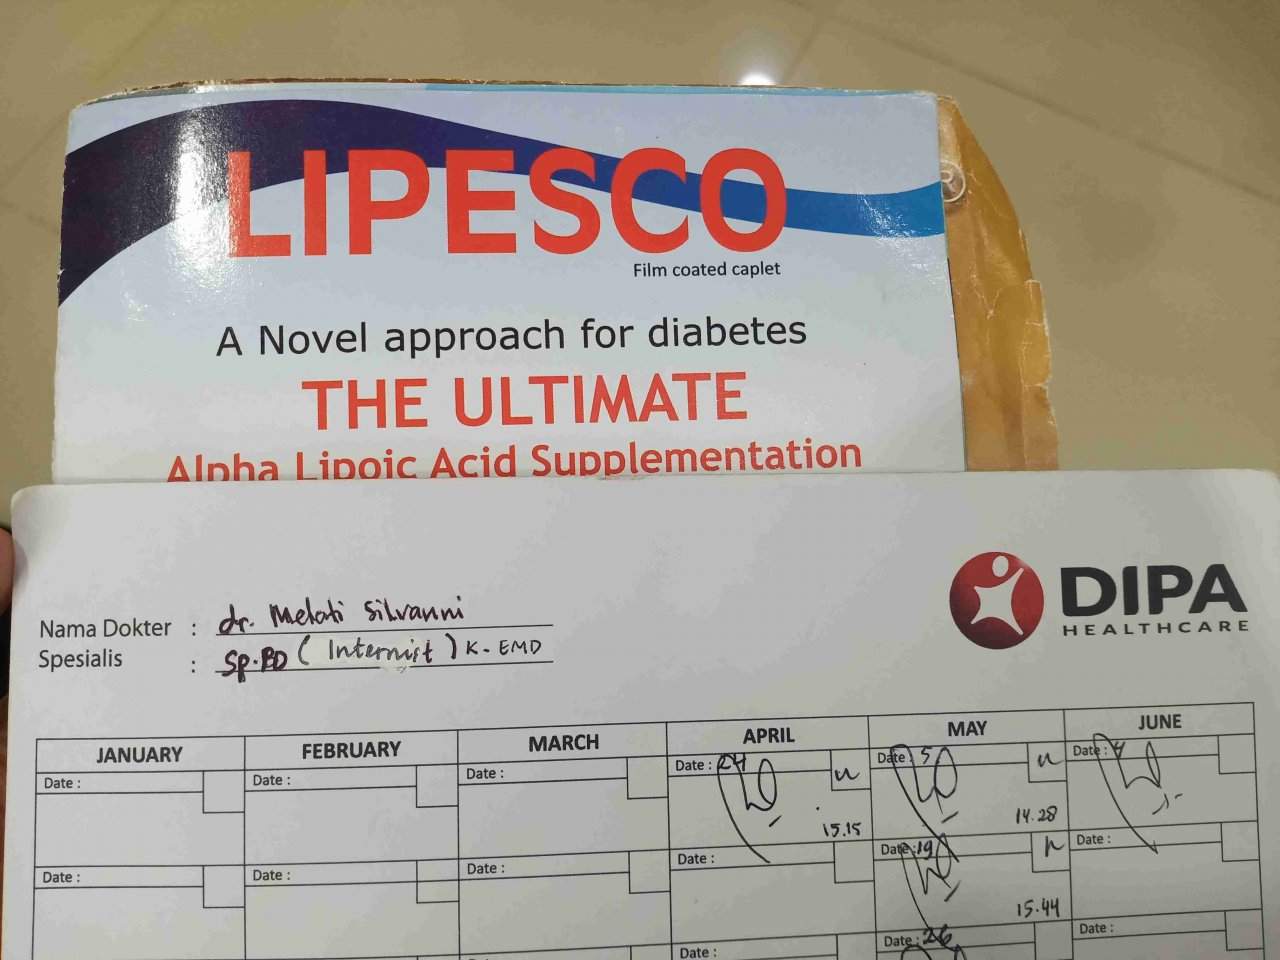 LIPESCO
R
Film coated caplet
A Novel approach for diabetes
THE ULTIMATE
Alpha Lipoic Acid Supplementation
DIPA
HEALTHCARE
Nama Dokter : dr. Melati Silvanni
Spesialis : Sp.PD (Internist) K-EMD
JANUARY FEBRUARY MARCH APRIL MAY JUNE
Date : Date : Date : Date : 24 Date : 5 Date : 4
15.15 14.28
Date : Date : Date : Date : Date : 19 Date :
15.44
Date : Date : 26 Date :